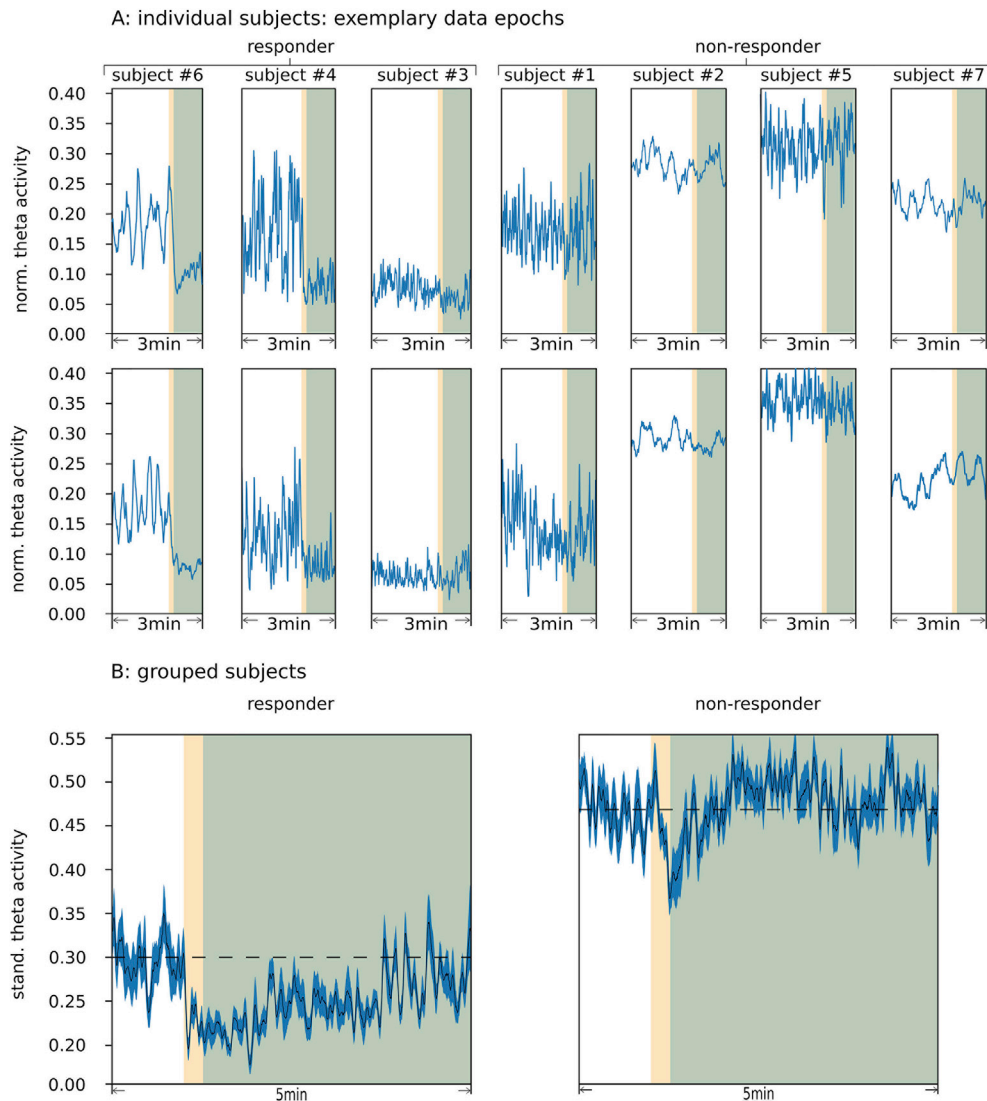 A: individual subjects: exemplary data epochs
responder
non-responder
subject #6
subject #4
subject #3
subject #1
subject #2
subject #5
subject #7
norm. theta activity
0.40
0.35
0.30
0.25
0.20
0.15
0.10
0.05
0.00
3min
3min
3min
3min
3min
3min
3min
norm. theta activity
0.40
0.35
0.30
0.25
0.20
0.15
0.10
0.05
0.00
3min
3min
3min
3min
3min
3min
3min
B: grouped subjects
responder
non-responder
stand. theta activity
0.55
0.50
0.45
0.40
0.35
0.30
0.25
0.20
0.00
5min
5min